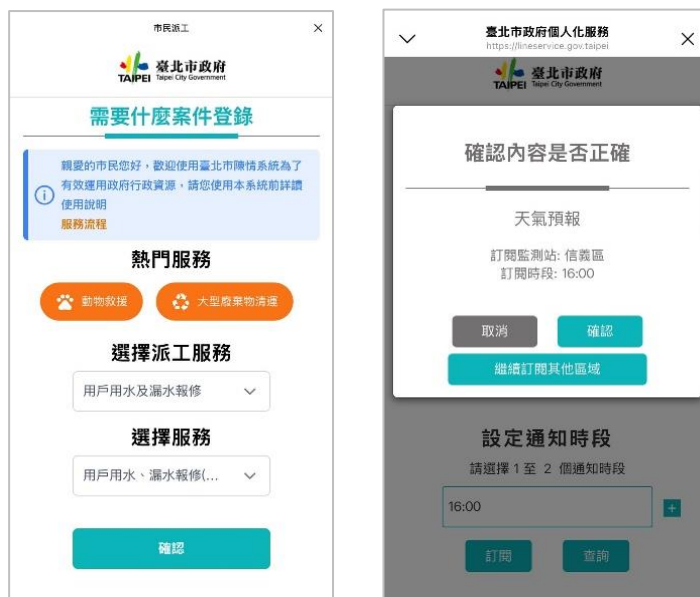 市民派工
臺北市政府
TAIPEI Taipei City Government
需要什麼案件登錄
親愛的市民您好，歡迎使用臺北市陳情系統為了
有效運用政府行政資源，請您使用本系統前詳讀
使用說明
服務流程
熱門服務
動物救援
大型廢棄物清運
選擇派工服務
用戶用水及漏水報修
選擇服務
用戶用水、漏水報修(...
確認
臺北市政府個人化服務
https://lineservice.gov.taipei
臺北市政府
TAIPEI Taipei City Government
確認內容是否正確
天氣預報
訂閱監測站: 信義區
訂閱時段: 16:00
取消
確認
繼續訂閱其他區域
設定通知時段
請選擇 1 至 2 個通知時段
16:00
訂閱
查詢